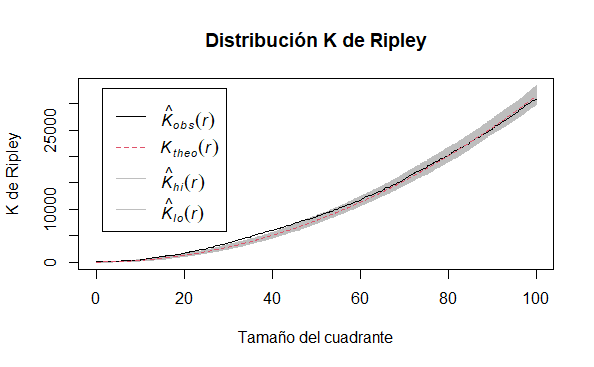 Distribución K de Ripley
K de Ripley
25000
10000
0
K̂obs(r)
Ktheo(r)
K̂hi(r)
K̂lo(r)
0 20 40 60 80 100
Tamaño del cuadrante